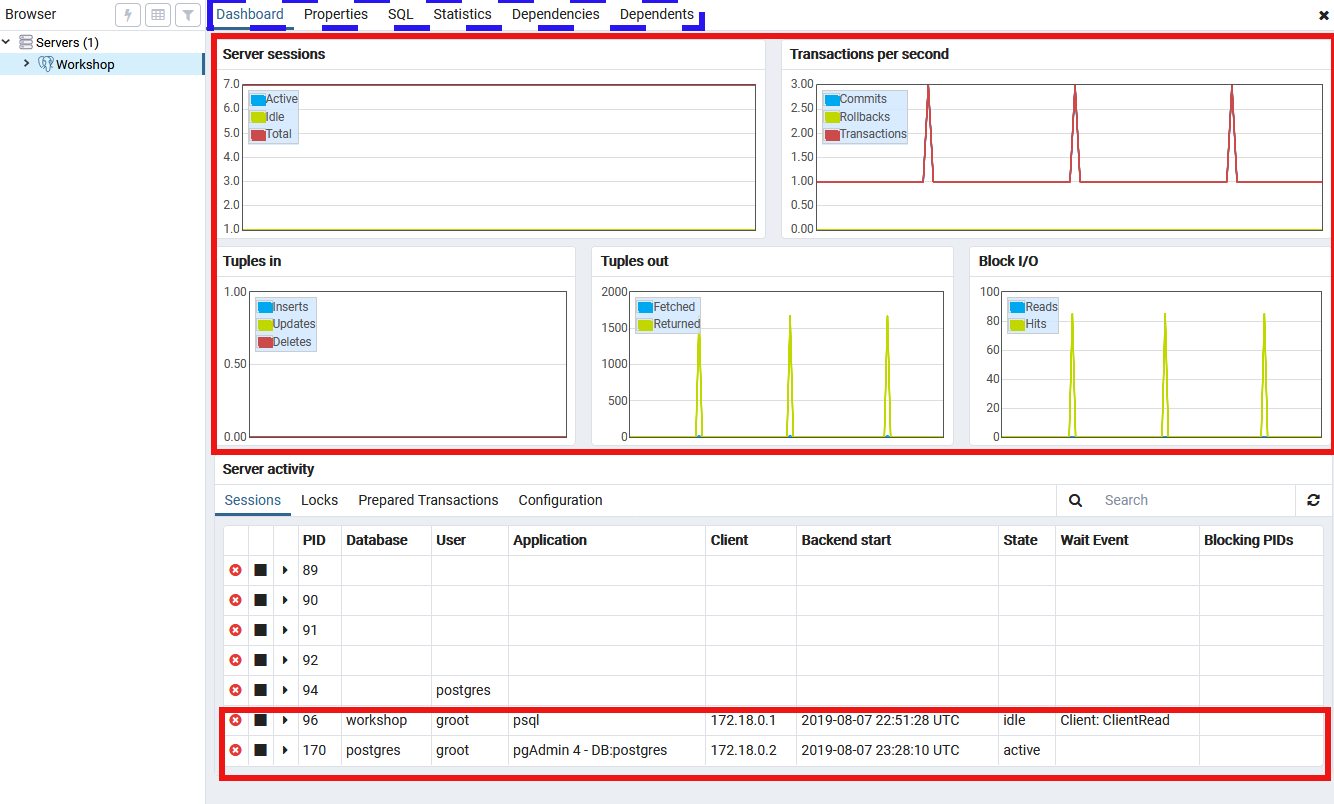 Browser
Dashboard Properties SQL Statistics Dependencies Dependents
Servers (1)
Workshop
Server sessions
7.0
6.0
5.0
4.0
3.0
2.0
1.0
Active
Idle
Total
Transactions per second
3.00
2.50
2.00
1.50
1.00
0.50
0.00
Commits
Rollbacks
Transactions
Tuples in
1.00
0.50
0.00
Inserts
Updates
Deletes
Tuples out
2000
1500
1000
500
0
Fetched
Returned
Block I/O
100
80
60
40
20
0
Reads
Hits
Server activity
Sessions Locks Prepared Transactions Configuration Search
PID Database User Application Client Backend start State Wait Event Blocking PIDs
89
90
91
92
94 postgres
96 workshop groot psql 172.18.0.1 2019-08-07 22:51:28 UTC idle Client: ClientRead
170 postgres groot pgAdmin 4 - DB:postgres 172.18.0.2 2019-08-07 23:28:10 UTC active